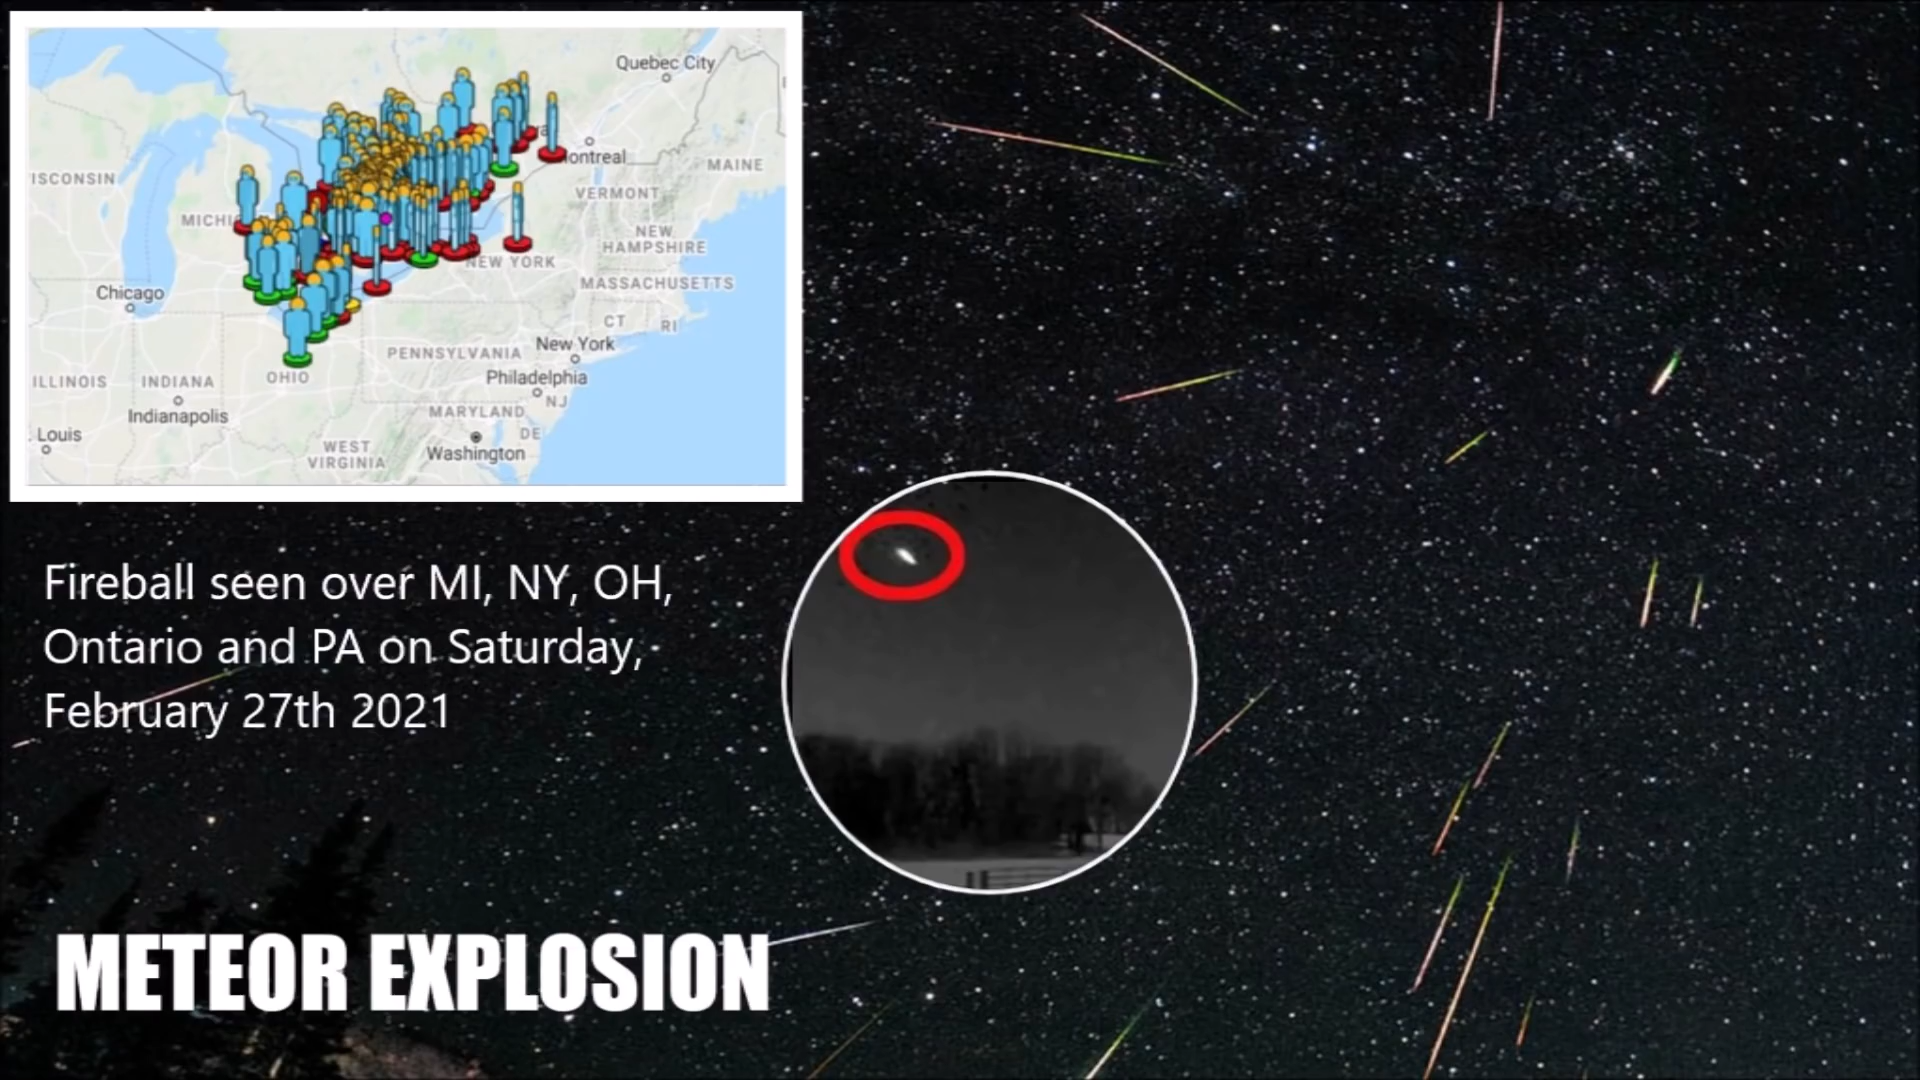 Quebec City
Montreal
MAINE
ISCONSIN
VERMONT
MICHI
NEW
HAMPSHIRE
NEW YORK
MASSACHUSETTS
Chicago
CT
RI
New York
PENNSYLVANIA
Philadelphia
ILLINOIS
INDIANA
OHIO
NJ
Indianapolis
MARYLAND
DE
Louis
WEST
VIRGINIA
Washington
Fireball seen over MI, NY, OH,
Ontario and PA on Saturday,
February 27th 2021
METEOR EXPLOSION